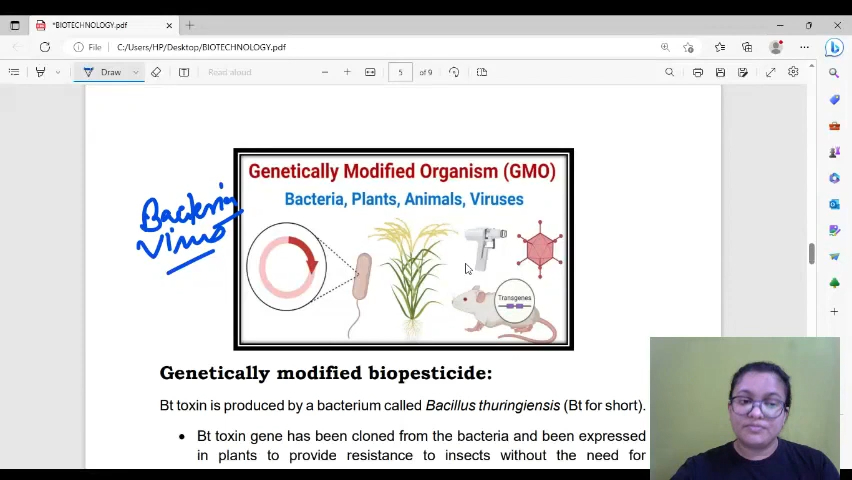 *BIOTECHNOLOGY.pdf
File
C:/Users/HP/Desktop/BIOTECHNOLOGY.pdf
Draw
Read aloud
5
of 9
Genetically Modified Organism (GMO)
Bacteria, Plants, Animals, Viruses
Bacteria
Transgenes
Genetically modified biopesticide:
Bt toxin is produced by a bacterium called Bacillus thuringiensis (Bt for short).
• Bt toxin gene has been cloned from the bacteria and been expressed
in plants to provide resistance to insects without the need for